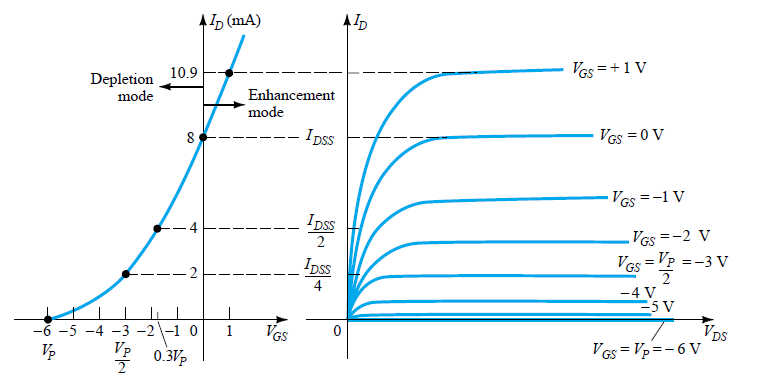 I_D (mA)
10.9
Depletion
mode
Enhancement
mode
8
4
2
-6 -5 -4 -3 -2 -1 0 1 V_GS
V_P
V_P/2
0.3V_P
I_D
I_DSS
I_DSS/2
I_DSS/4
0
V_GS = +1 V
V_GS = 0 V
V_GS = -1 V
V_GS = -2 V
V_GS = V_P/2 = -3 V
-4 V
-5 V
V_DS
V_GS = V_P = -6 V